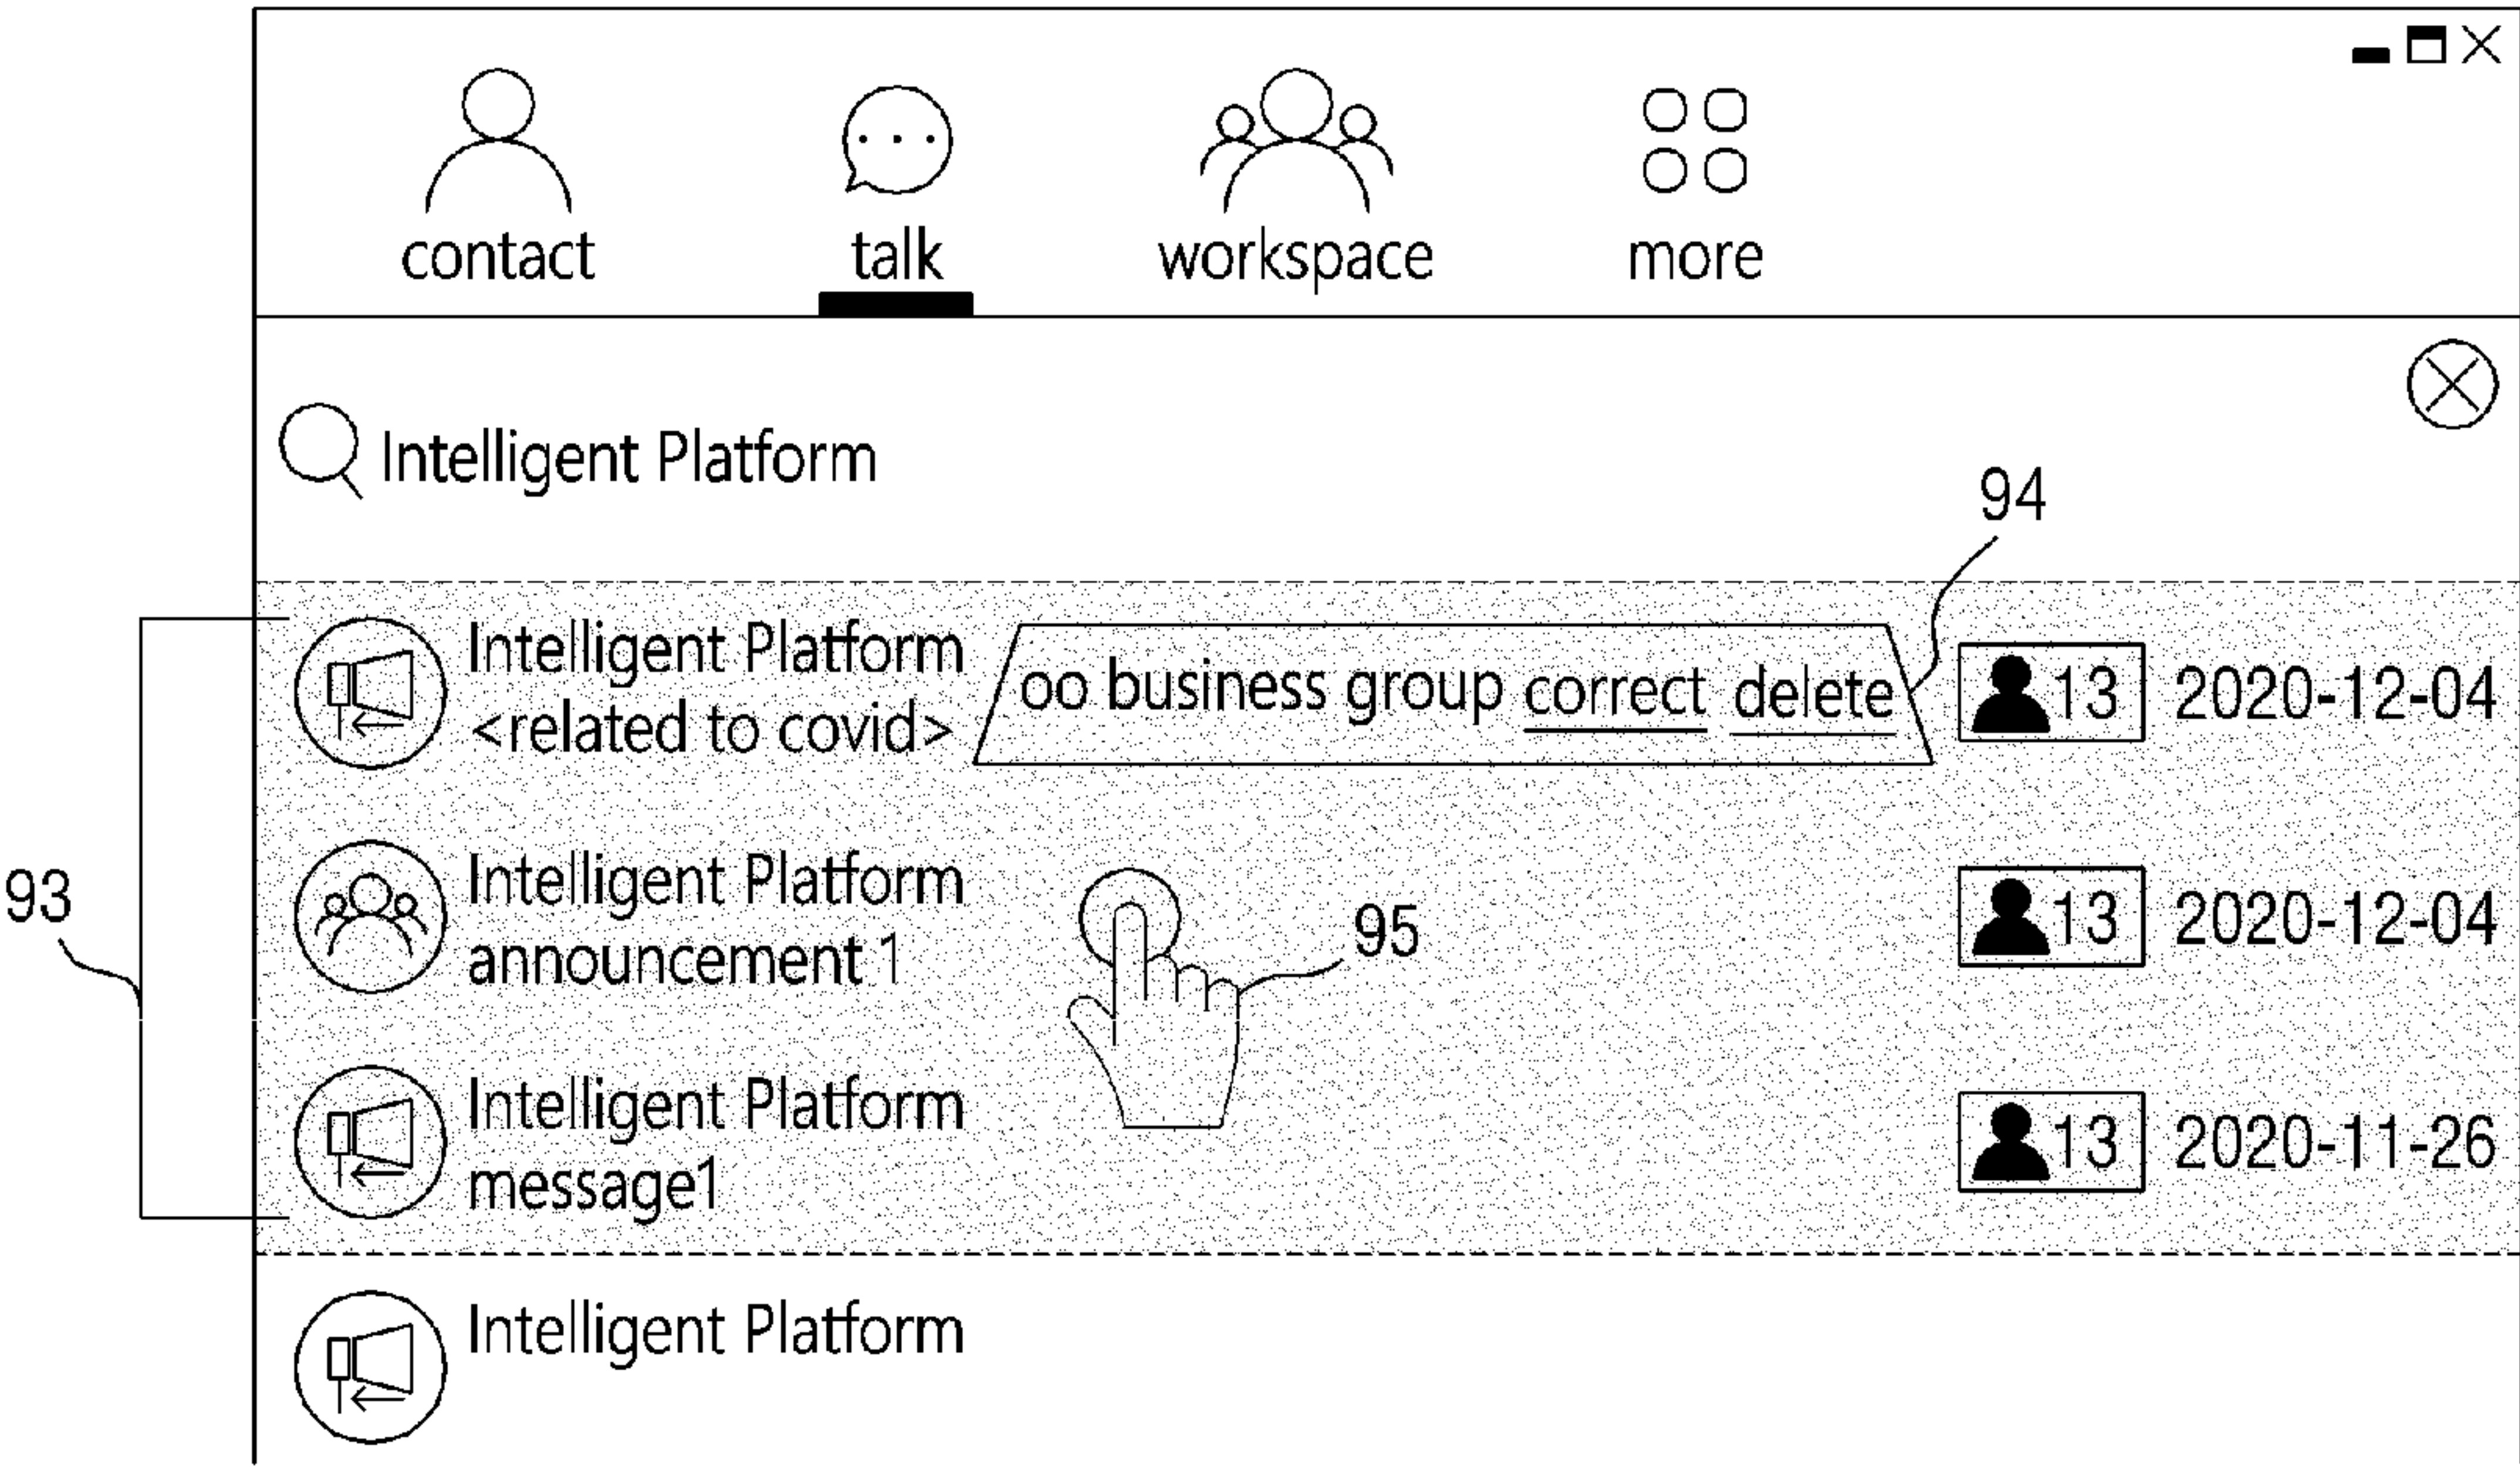 contact talk workspace more
Intelligent Platform
94
Intelligent Platform
<related to covid>
oo business group correct delete
13 2020-12-04
93
Intelligent Platform
announcement 1
95
13 2020-12-04
Intelligent Platform
message1
13 2020-11-26
Intelligent Platform